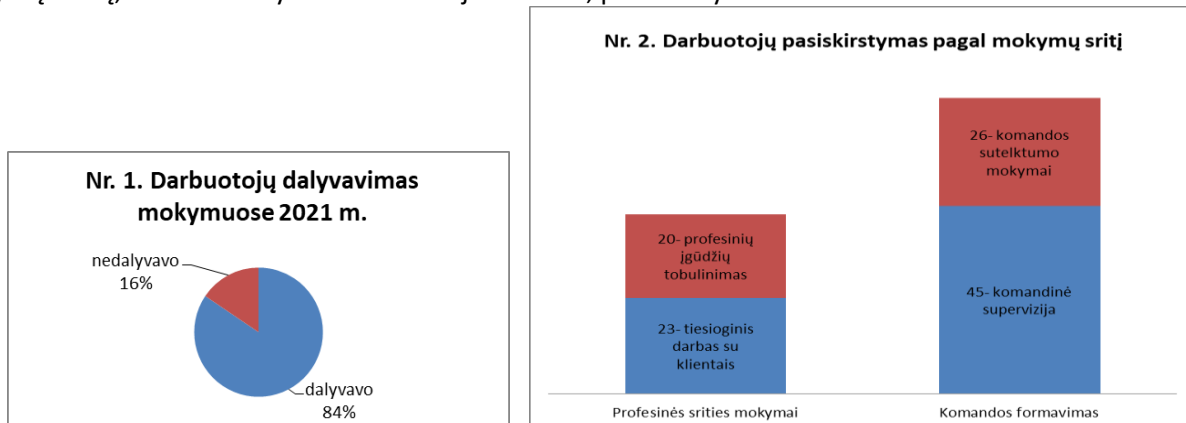 Nr. 1. Darbuotojų dalyvavimas
mokymuose 2021 m.
nedalyvavo
16%
dalyvavo
84%
Nr. 2. Darbuotojų pasiskirstymas pagal mokymų sritį
20- profesinių
įgūdžių
tobulinimas
23- tiesioginis
darbas su
klientais
26- komandos
sutelktumo
mokymai
45- komandinė
supervizija
Profesinės srities mokymai
Komandos formavimas